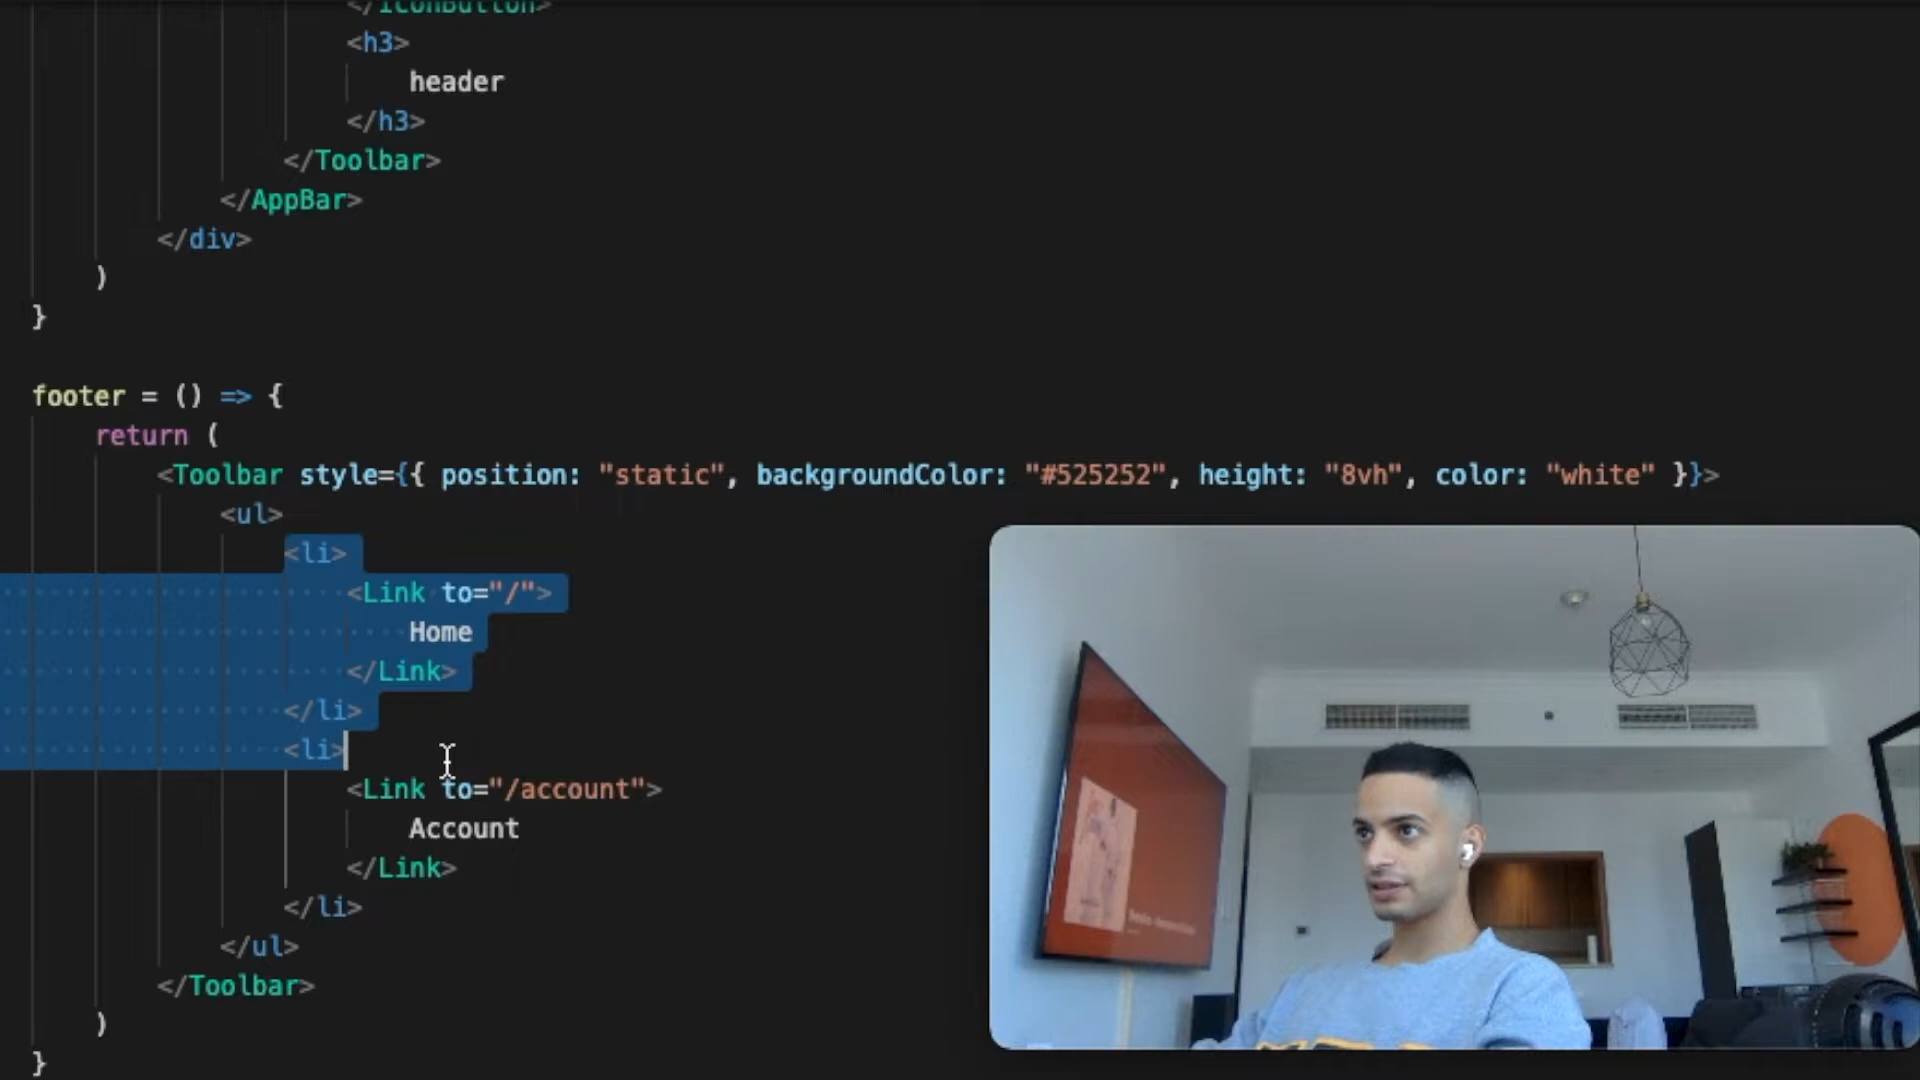 </IconButton>
<h3>
header
</h3>
</Toolbar>
</AppBar>
</div>
)
}
footer = () => {
return (
<Toolbar style={{ position: "static", backgroundColor: "#525252", height: "8vh", color: "white" }}>
<ul>
<li>
<Link to="/">
Home
</Link>
</li>
<li>
<Link to="/account">
Account
</Link>
</li>
</ul>
</Toolbar>
)
}